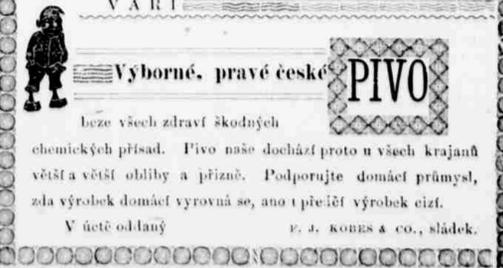 VAŘÍ
Výborné, pravé české PIVO
beze všech zdraví škodných
chemických přísad. Pivo naše dochází proto u všech krajanů
větší a větší obliby a přízně. Podporujte domácí průmysl,
zda výrobek domácí vyrovná se, ano i předčí výrobek cizí.
V úctě oddaný F. J. KOBES & CO., sládek.